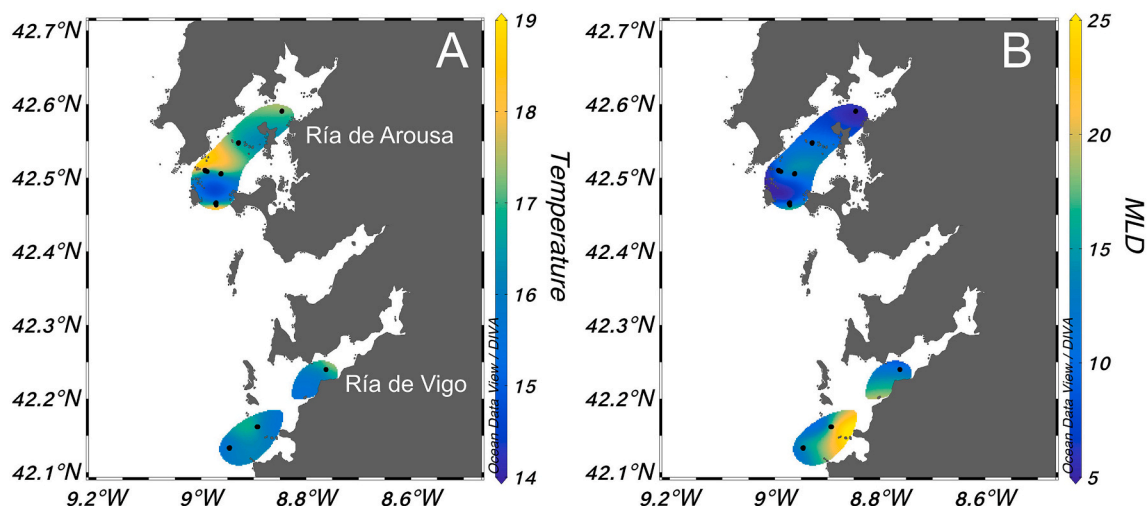 A
B
42.7°N
42.6°N
42.5°N
42.4°N
42.3°N
42.2°N
42.1°N
9.2°W
9°W
8.8°W
8.6°W
Ría de Arousa
Ría de Vigo
19
18
17
16
15
14
Temperature
Ocean Data View / DIVA
42.7°N
42.6°N
42.5°N
42.4°N
42.3°N
42.2°N
42.1°N
9.2°W
9°W
8.8°W
8.6°W
25
20
15
10
5
MLD
Ocean Data View / DIVA